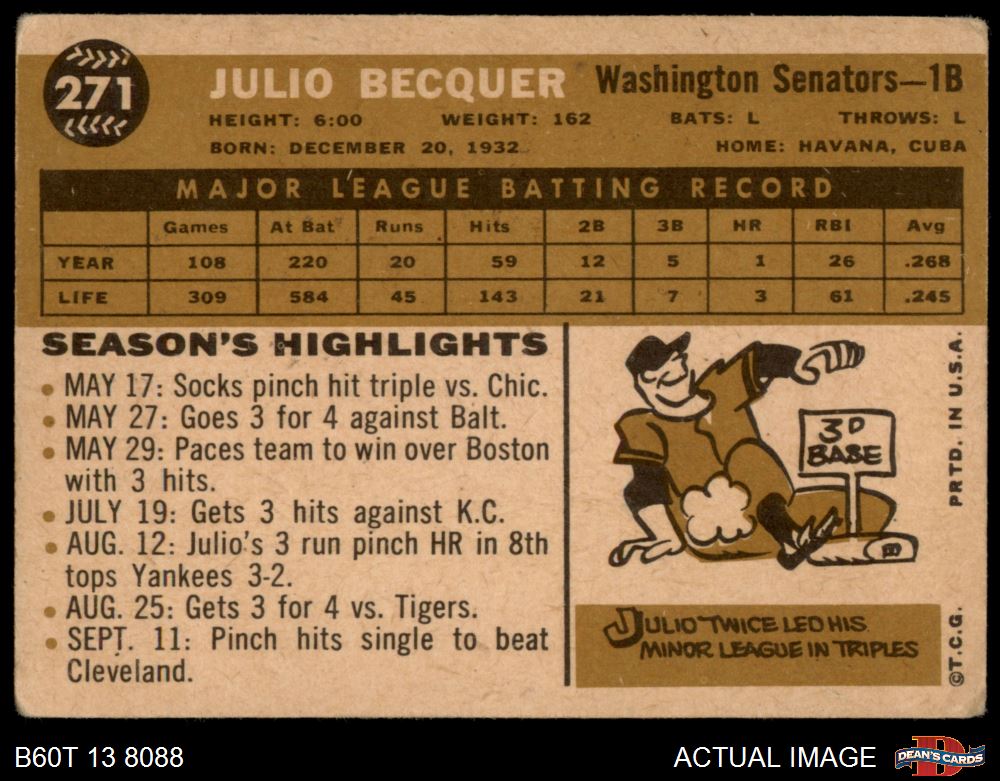 271
JULIO BECQUER Washington Senators—1B
HEIGHT: 6:00 WEIGHT: 162 BATS: L THROWS: L
BORN: DECEMBER 20, 1932 HOME: HAVANA, CUBA
MAJOR LEAGUE BATTING RECORD
Games At Bat Runs Hits 2B 3B HR RBI Avg
YEAR 108 220 20 59 12 5 1 26 .268
LIFE 309 584 45 143 21 7 3 61 .245
SEASON'S HIGHLIGHTS
• MAY 17: Socks pinch hit triple vs. Chic.
• MAY 27: Goes 3 for 4 against Balt.
• MAY 29: Paces team to win over Boston
with 3 hits.
• JULY 19: Gets 3 hits against K.C.
• AUG. 12: Julio's 3 run pinch HR in 8th
tops Yankees 3-2.
• AUG. 25: Gets 3 for 4 vs. Tigers.
• SEPT. 11: Pinch hits single to beat
Cleveland.
3D
BASE
JULIO TWICE LED HIS
MINOR LEAGUE IN TRIPLES
©T.C.G. PRTD. IN U.S.A.
B60T 13 8088 ACTUAL IMAGE
DEAN'S CARDS